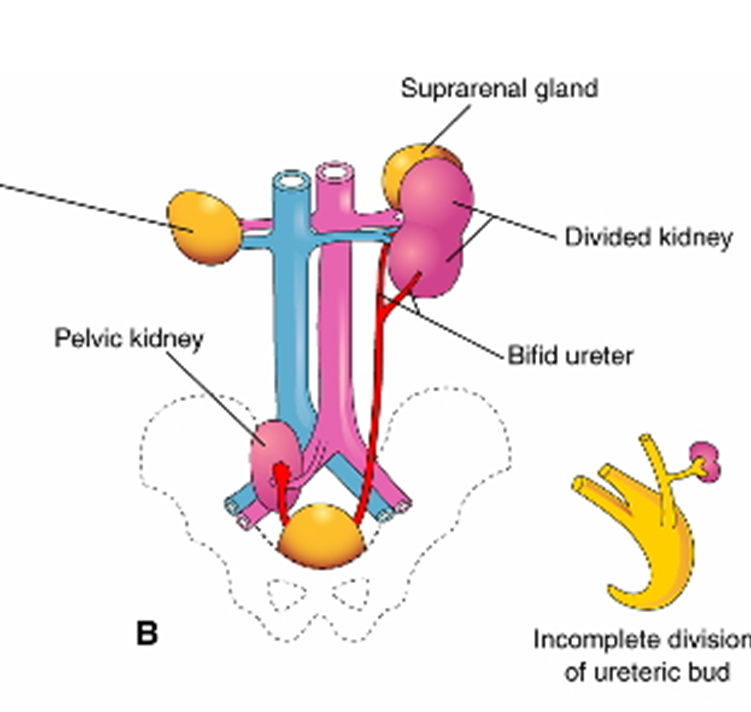 Suprarenal gland
Divided kidney
Pelvic kidney
Bifid ureter
B
Incomplete division
of ureteric bud